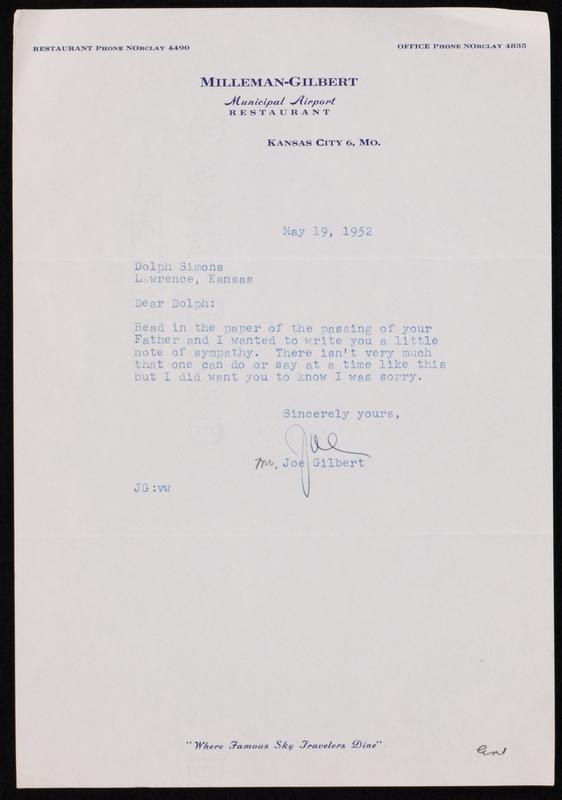 RESTAURANT PHONE NORCLAY 4490
OFFICE PHONE NORCLAY 4835
MILLEMAN-GILBERT
Municipal Airport
RESTAURANT
KANSAS CITY 6, MO.
May 19, 1952
Dolph Simons
Lawrence, Kansas
Dear Dolph:
Read in the paper of the passing of your
Father and I wanted to write you a little
note of sympathy. There isn't very much
that one can do or say at a time like this
but I did want you to know I was sorry.
Sincerely yours,
Joe
Mr. Joe Gilbert
JG:vw
"Where Famous Sky Travelers Dine"